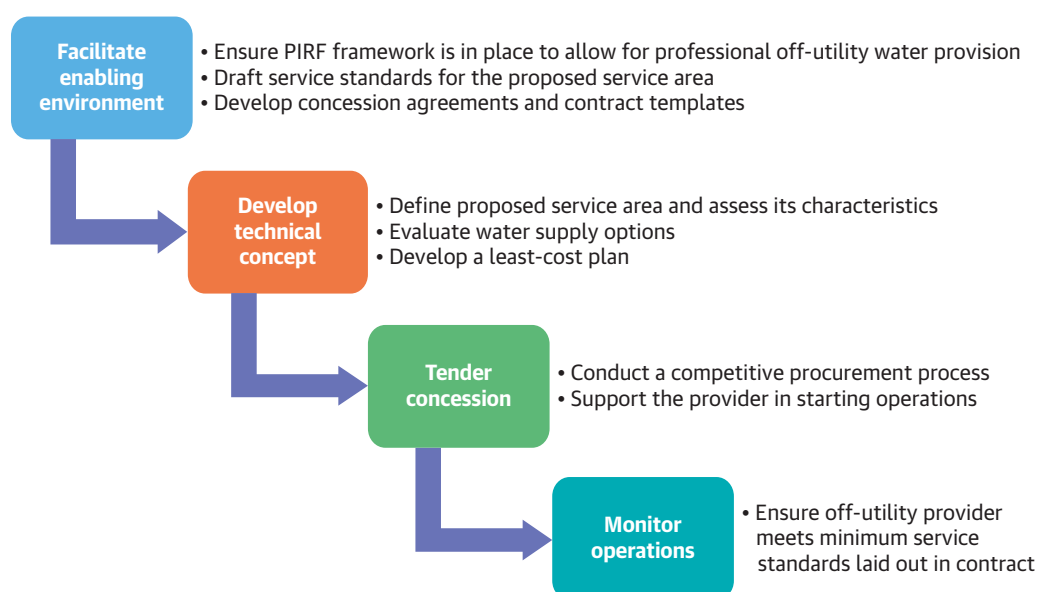 Facilitate
enabling
environment
• Ensure PIRF framework is in place to allow for professional off-utility water provision
• Draft service standards for the proposed service area
• Develop concession agreements and contract templates
Develop
technical
concept
• Define proposed service area and assess its characteristics
• Evaluate water supply options
• Develop a least-cost plan
Tender
concession
• Conduct a competitive procurement process
• Support the provider in starting operations
Monitor
operations
• Ensure off-utility provider
meets minimum service
standards laid out in contract